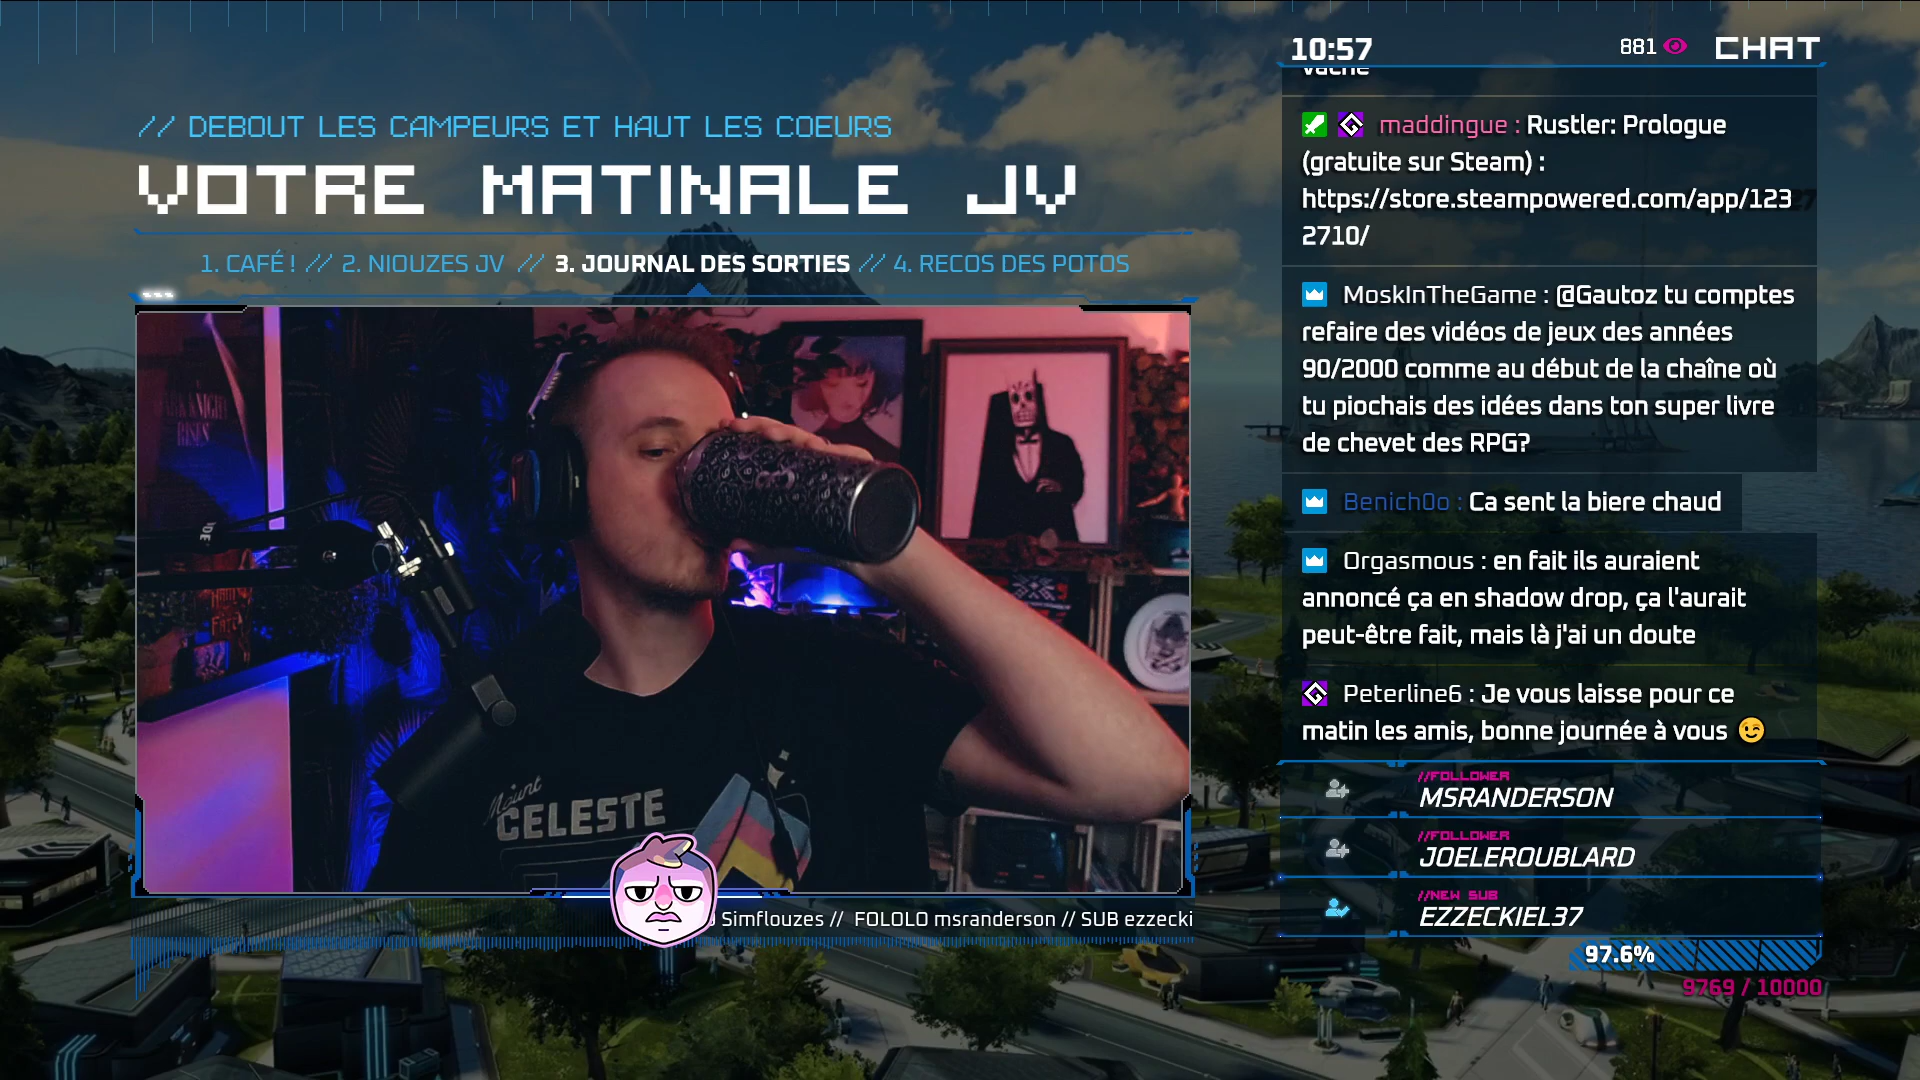 // DEBOUT LES CAMPEURS ET HAUT LES COEURS
VOTRE MATINALE JV
1. CAFÉ ! // 2. NIOUZES JV // 3. JOURNAL DES SORTIES // 4. RECOS DES POTOS
RISES
Mount
CELESTE
Simflouzes // FOLOLO msranderson // SUB ezzecki
10:57
881
CHAT
vache
maddingue : Rustler: Prologue
(gratuite sur Steam) :
https://store.steampowered.com/app/123
2710/
MoskInTheGame : @Gautoz tu comptes
refaire des vidéos de jeux des années
90/2000 comme au début de la chaîne où
tu piochais des idées dans ton super livre
de chevet des RPG?
Benich0o : Ca sent la biere chaud
Orgasmous : en fait ils auraient
annoncé ça en shadow drop, ça l'aurait
peut-être fait, mais là j'ai un doute
Peterline6 : Je vous laisse pour ce
matin les amis, bonne journée à vous 😉
//FOLLOWER
MSRANDERSON
//FOLLOWER
JOELEROUBLARD
//NEW SUB
EZZECKIEL37
97.6%
9769 / 10000